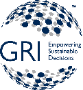 GRI Empowering
Sustainable
Decisions